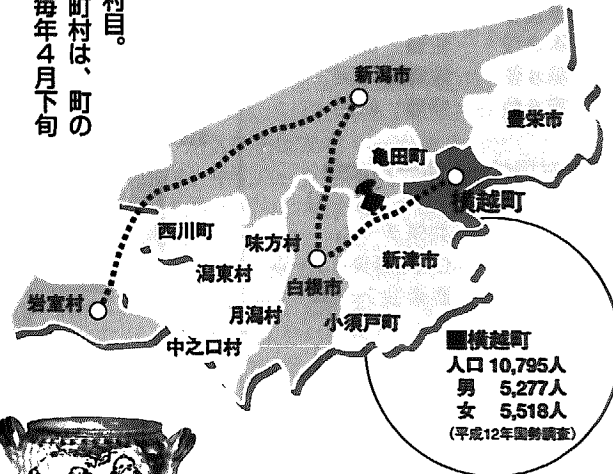 村目。
町村は、町の
毎年4月下旬
新潟市
豊栄市
亀田町
横越町
西川町
味方村
新津市
潟東村
白根市
岩室村
月潟村
小須戸町
中之口村
横越町
人口 10,795人
男 5,277人
女 5,518人
(平成12年国勢調査)